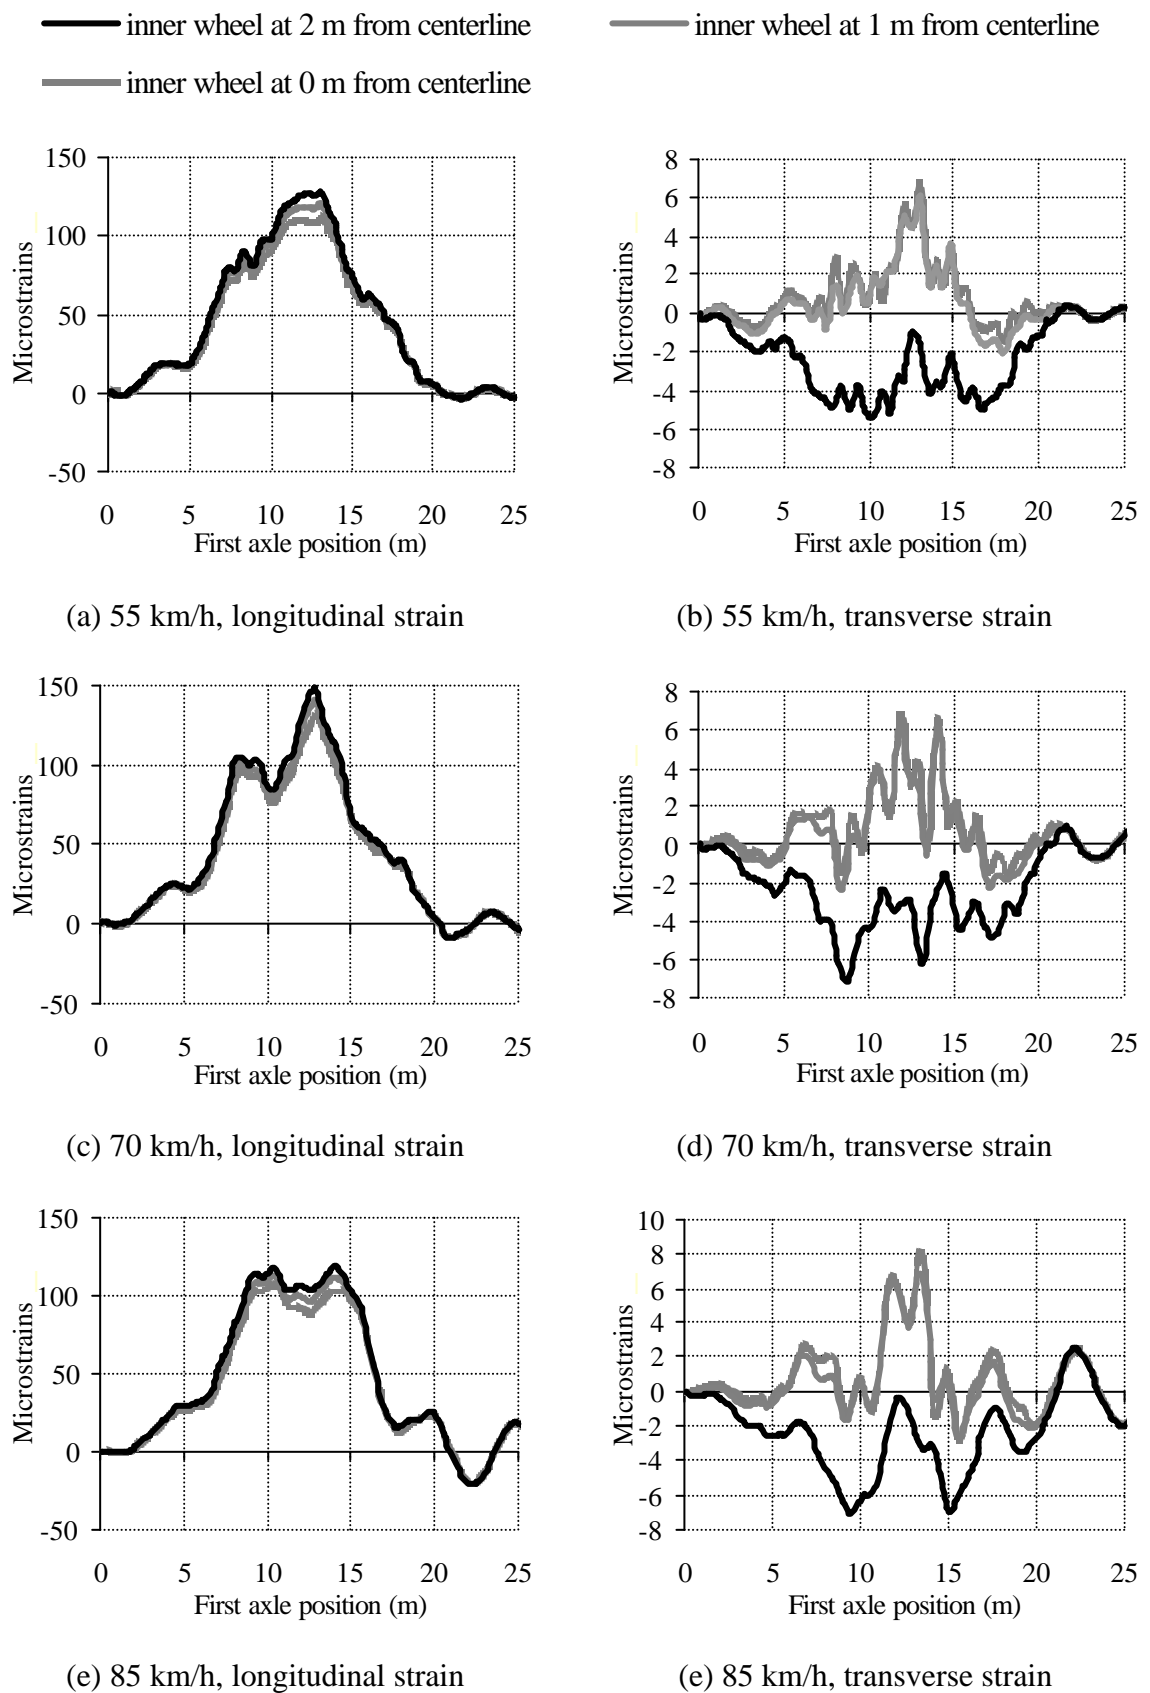 inner wheel at 2 m from centerline
inner wheel at 1 m from centerline
inner wheel at 0 m from centerline
150
100
50
0
-50
Microstrains
0 5 10 15 20 25
First axle position (m)
8
6
4
2
0
-2
-4
-6
-8
Microstrains
0 5 10 15 20 25
First axle position (m)
(a) 55 km/h, longitudinal strain
(b) 55 km/h, transverse strain
150
100
50
0
-50
Microstrains
0 5 10 15 20 25
First axle position (m)
8
6
4
2
0
-2
-4
-6
-8
Microstrains
0 5 10 15 20 25
First axle position (m)
(c) 70 km/h, longitudinal strain
(d) 70 km/h, transverse strain
150
100
50
0
-50
Microstrains
0 5 10 15 20 25
First axle position (m)
10
8
6
4
2
0
-2
-4
-6
-8
Microstrains
0 5 10 15 20 25
First axle position (m)
(e) 85 km/h, longitudinal strain
(e) 85 km/h, transverse strain